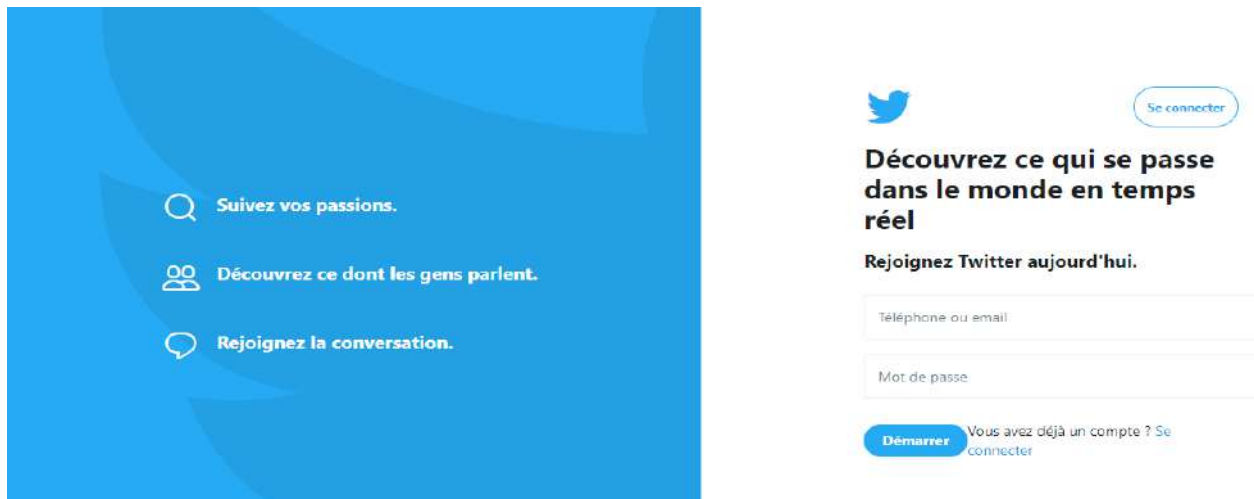 Suivez vos passions.
Découvrez ce dont les gens parlent.
Rejoignez la conversation.
Se connecter
Découvrez ce qui se passe
dans le monde en temps
réel
Rejoignez Twitter aujourd'hui.
Téléphone ou email
Mot de passe
Démarrer
Vous avez déjà un compte ? Se
connecter